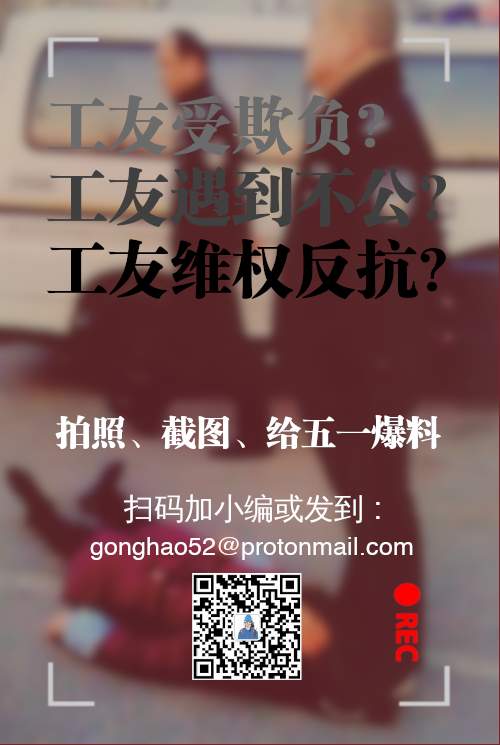 工友受欺负?
工友遇到不公?
工友维权反抗?
拍照、截图、给五一爆料
扫码加小编或发到：
gonghao52@protonmail.com
REC